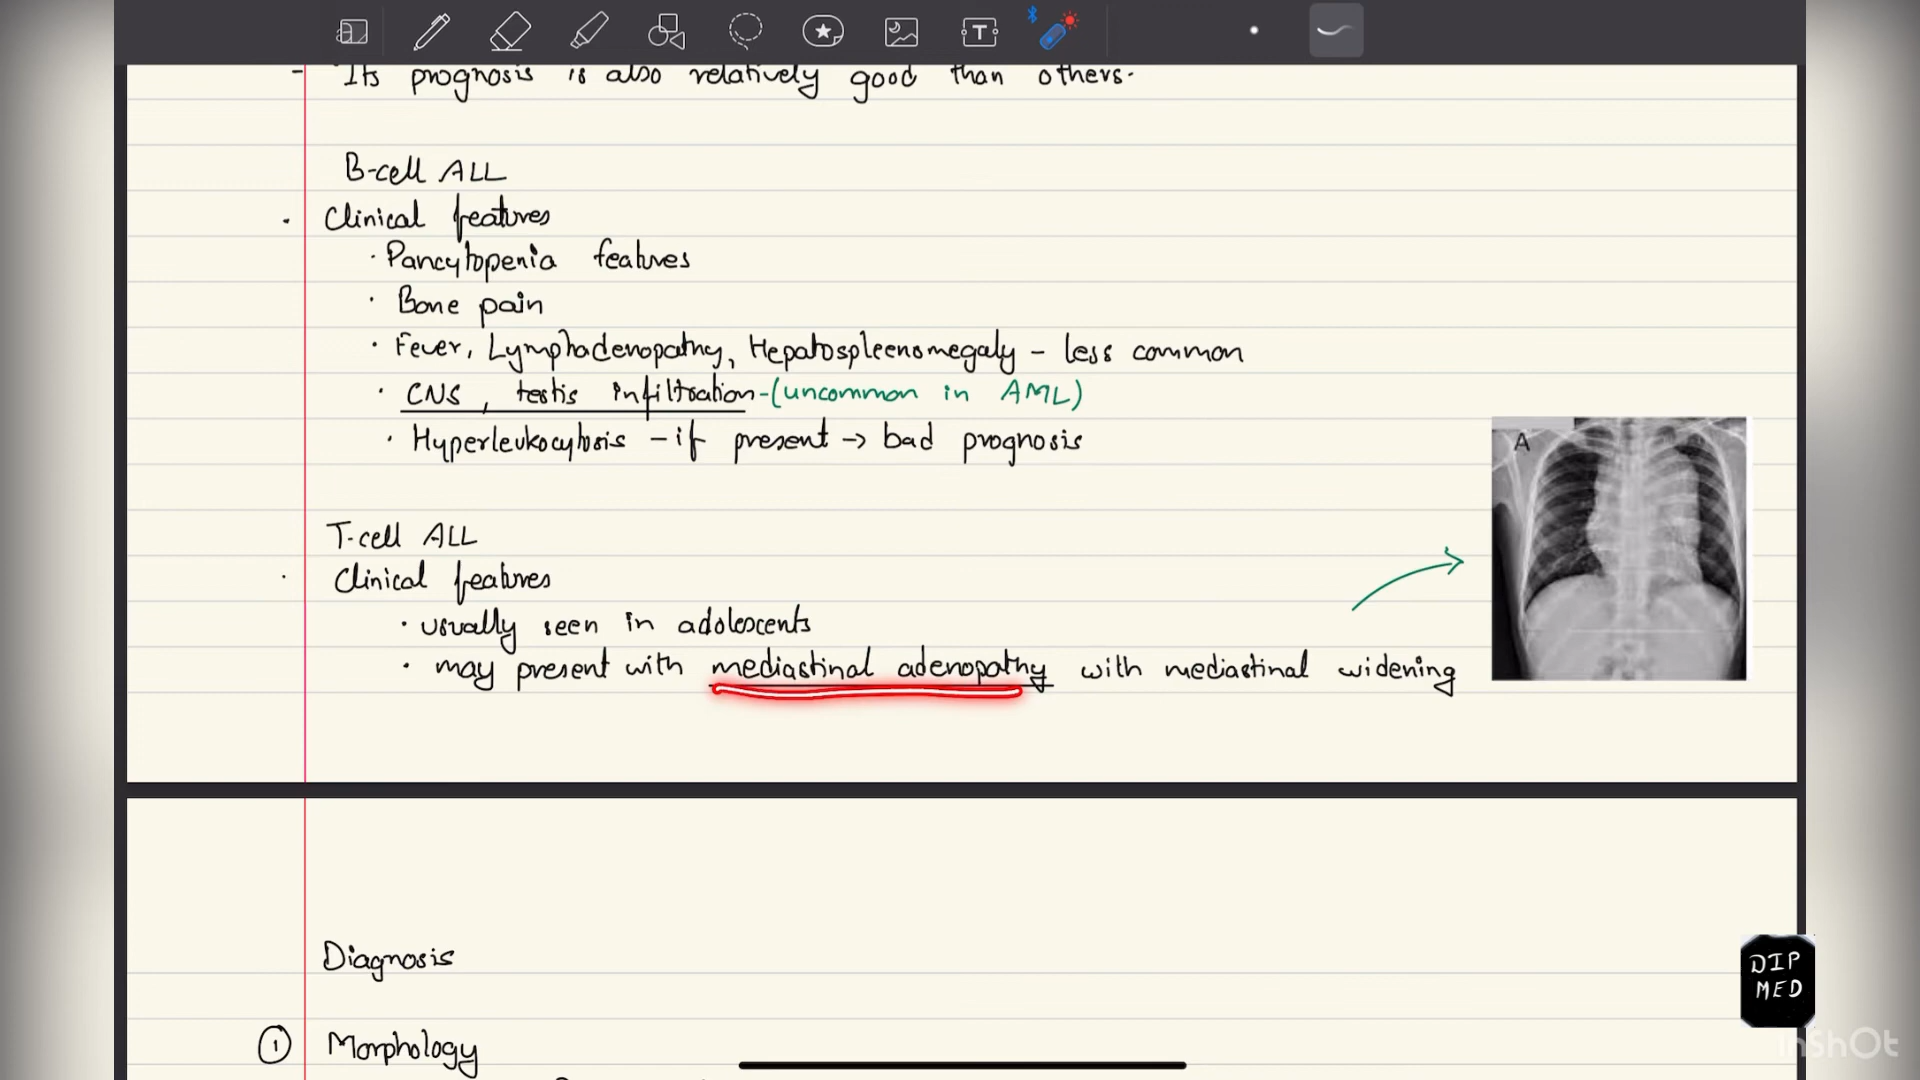 - Its prognosis is also relatively good than others.
B-cell ALL
. Clinical features
· Pancytopenia features
· Bone pain
· Fever, Lymphadenopathy, Hepatospleenomegaly - less common
· CNS, testis infiltration - (uncommon in AML)
· Hyperleukocytosis - if present → bad prognosis
A
T-cell ALL
. Clinical features
· usually seen in adolescents
· may present with mediastinal adenopathy with mediastinal widening
Diagnosis
DIP
MED
① Morphology
InShOt